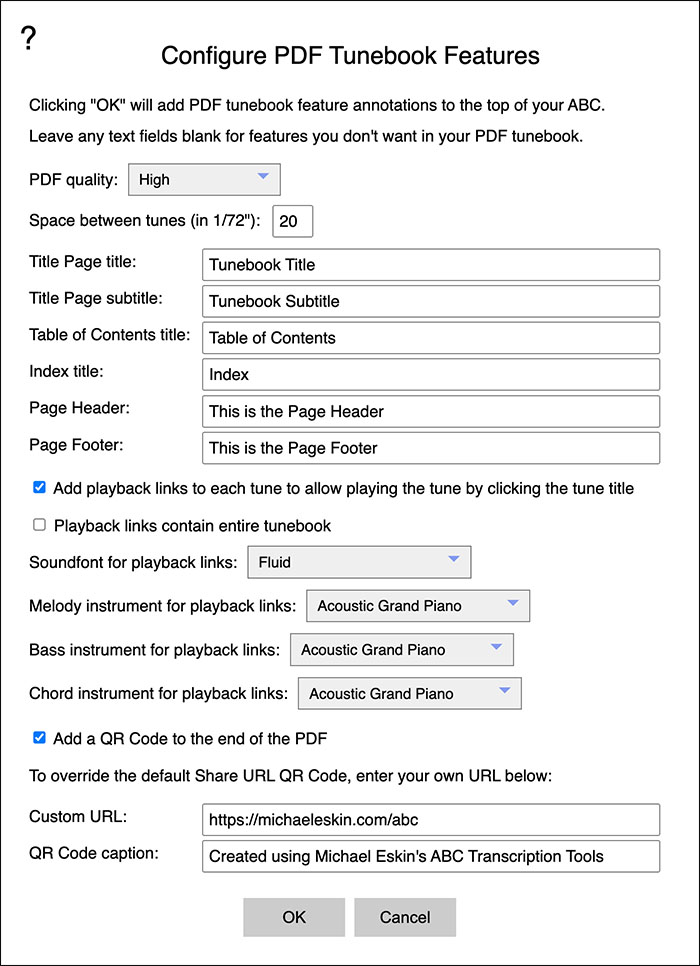 ?
Configure PDF Tunebook Features
Clicking "OK" will add PDF tunebook feature annotations to the top of your ABC.
Leave any text fields blank for features you don't want in your PDF tunebook.
PDF quality: High
Space between tunes (in 1/72"): 20
Title Page title: Tunebook Title
Title Page subtitle: Tunebook Subtitle
Table of Contents title: Table of Contents
Index title: Index
Page Header: This is the Page Header
Page Footer: This is the Page Footer
Add playback links to each tune to allow playing the tune by clicking the tune title
Playback links contain entire tunebook
Soundfont for playback links: Fluid
Melody instrument for playback links: Acoustic Grand Piano
Bass instrument for playback links: Acoustic Grand Piano
Chord instrument for playback links: Acoustic Grand Piano
Add a QR Code to the end of the PDF
To override the default Share URL QR Code, enter your own URL below:
Custom URL: https://michaeleskin.com/abc
QR Code caption: Created using Michael Eskin's ABC Transcription Tools
OK Cancel